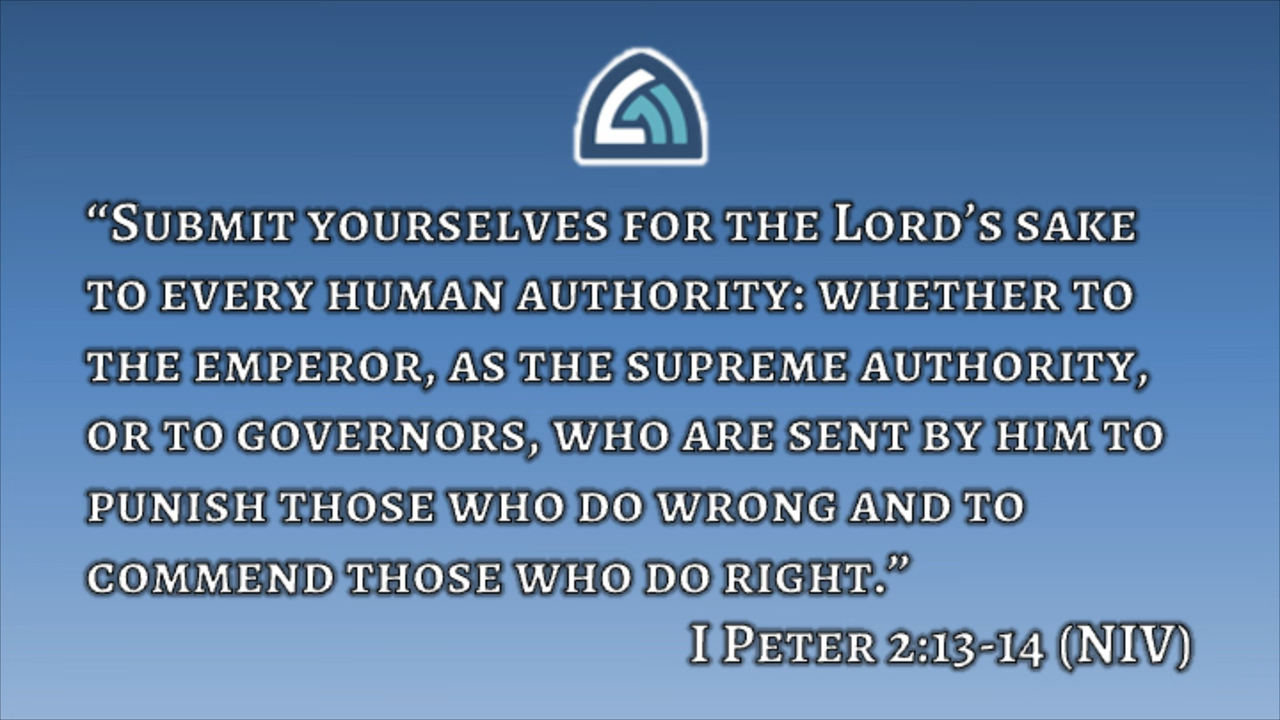 “Submit yourselves for the Lord’s sake
to every human authority: whether to
the emperor, as the supreme authority,
or to governors, who are sent by him to
punish those who do wrong and to
commend those who do right.”
I Peter 2:13-14 (NIV)